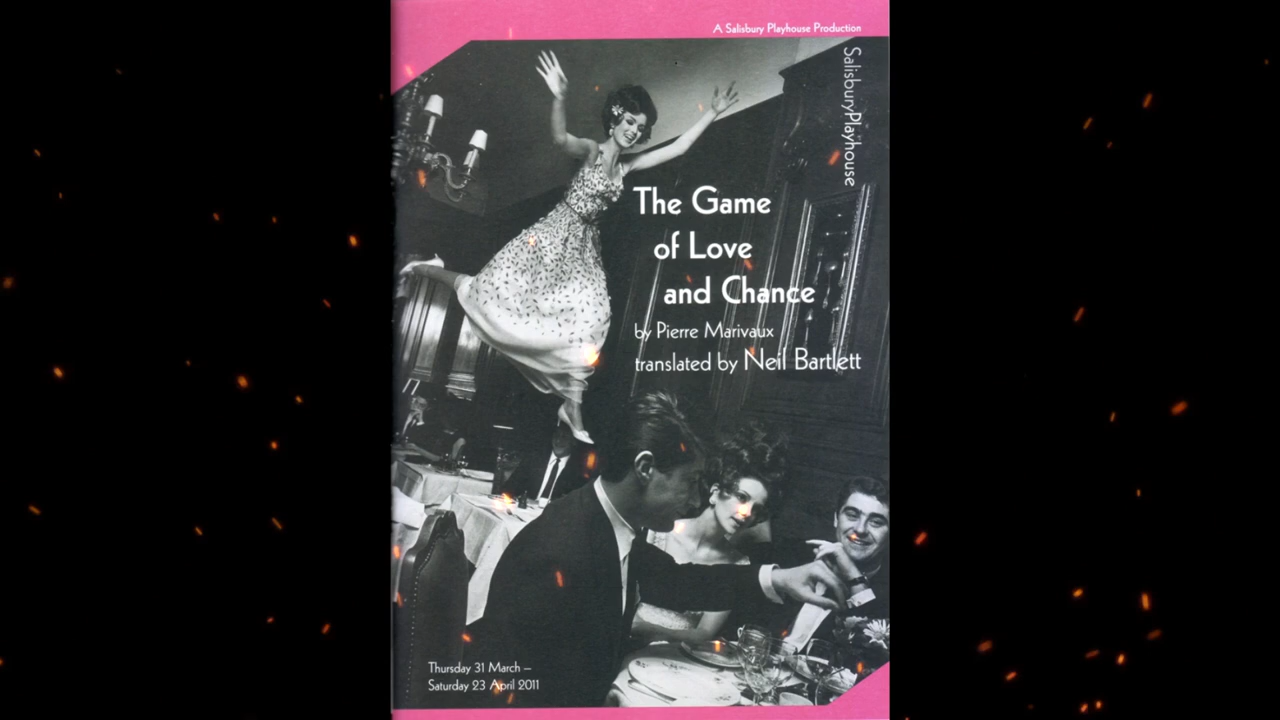 A Salisbury Playhouse Production
SalisburyPlayhouse
The Game
of Love
and Chance
by Pierre Marivaux
translated by Neil Bartlett
Thursday 31 March –
Saturday 23 April 2011